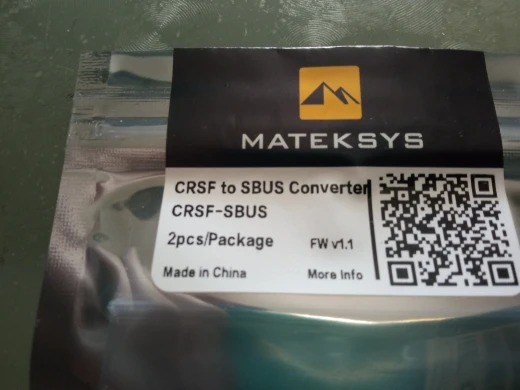 MATEKSYS
CRSF to SBUS Converter
CRSF-SBUS
2pcs/Package FW v1.1
Made in China More Info